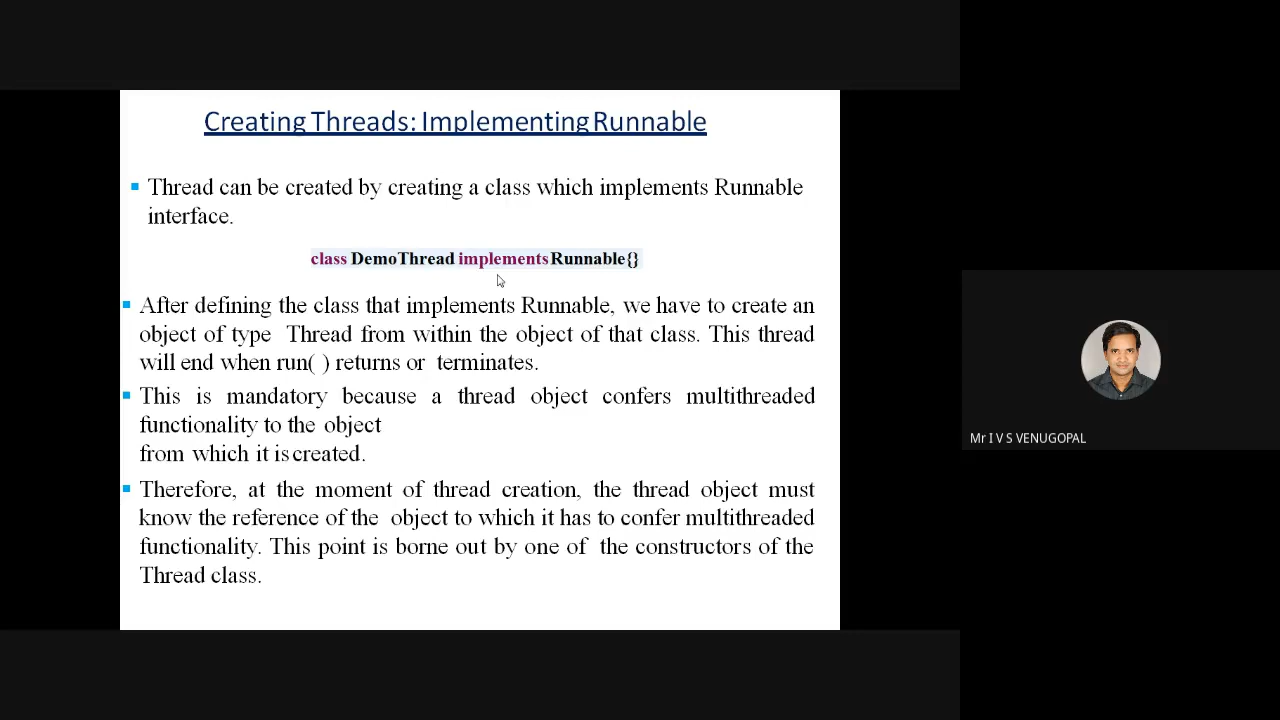 Creating Threads: Implementing Runnable
Thread can be created by creating a class which implements Runnable
interface.
class DemoThread implements Runnable {}
After defining the class that implements Runnable, we have to create an
object of type Thread from within the object of that class. This thread
will end when run( ) returns or terminates.
This is mandatory because a thread object confers multithreaded
functionality to the object
from which it is created.
Therefore, at the moment of thread creation, the thread object must
know the reference of the object to which it has to confer multithreaded
functionality. This point is borne out by one of the constructors of the
Thread class.
Mr I V S VENUGOPAL